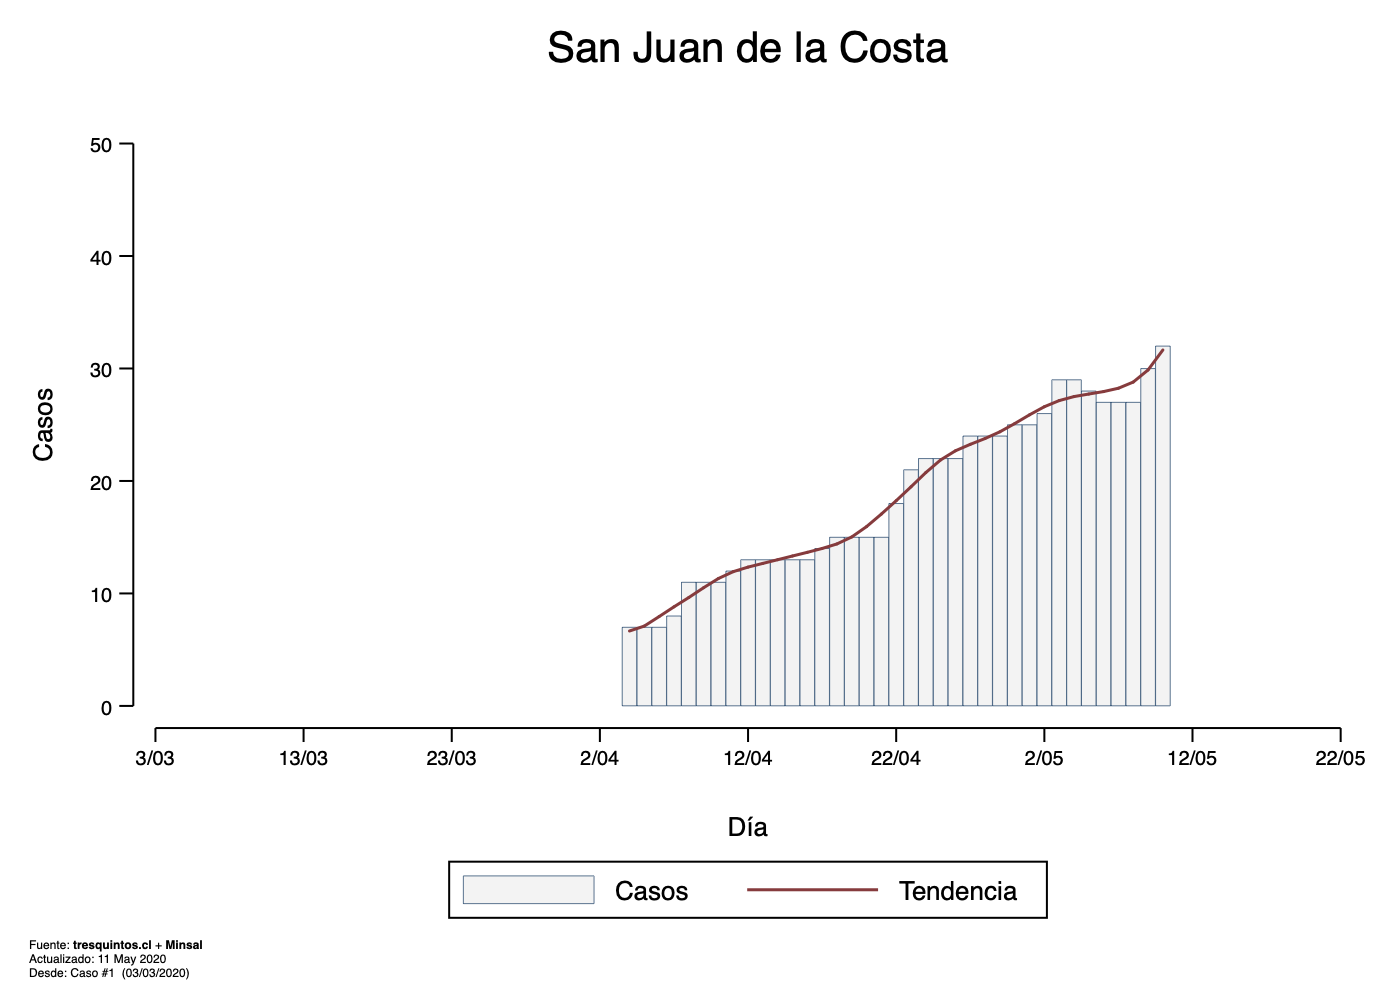 San Juan de la Costa
50
40
30
20
10
0
Casos
3/03 13/03 23/03 2/04 12/04 22/04 2/05 12/05 22/05
Día
Casos Tendencia
Fuente: tresquintos.cl + Minsal
Actualizado: 11 May 2020
Desde: Caso #1 (03/03/2020)